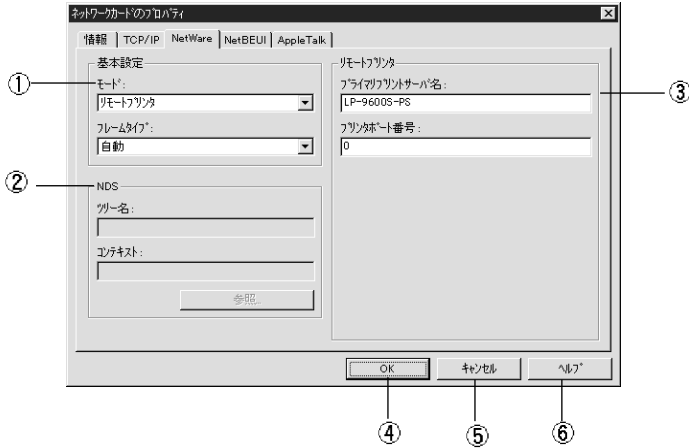 ネットワークカードのプロパティ
情報 TCP/IP NetWare NetBEUI AppleTalk
基本設定
① モード:
リモートプリンタ
フレームタイプ:
自動
② NDS
ツリー名:
コンテキスト:
参照...
リモートプリンタ
プライマリプリントサーバ名:
③
LP-9600S-PS
プリンタポート番号:
0
OK キャンセル ヘルプ
④ ⑤ ⑥